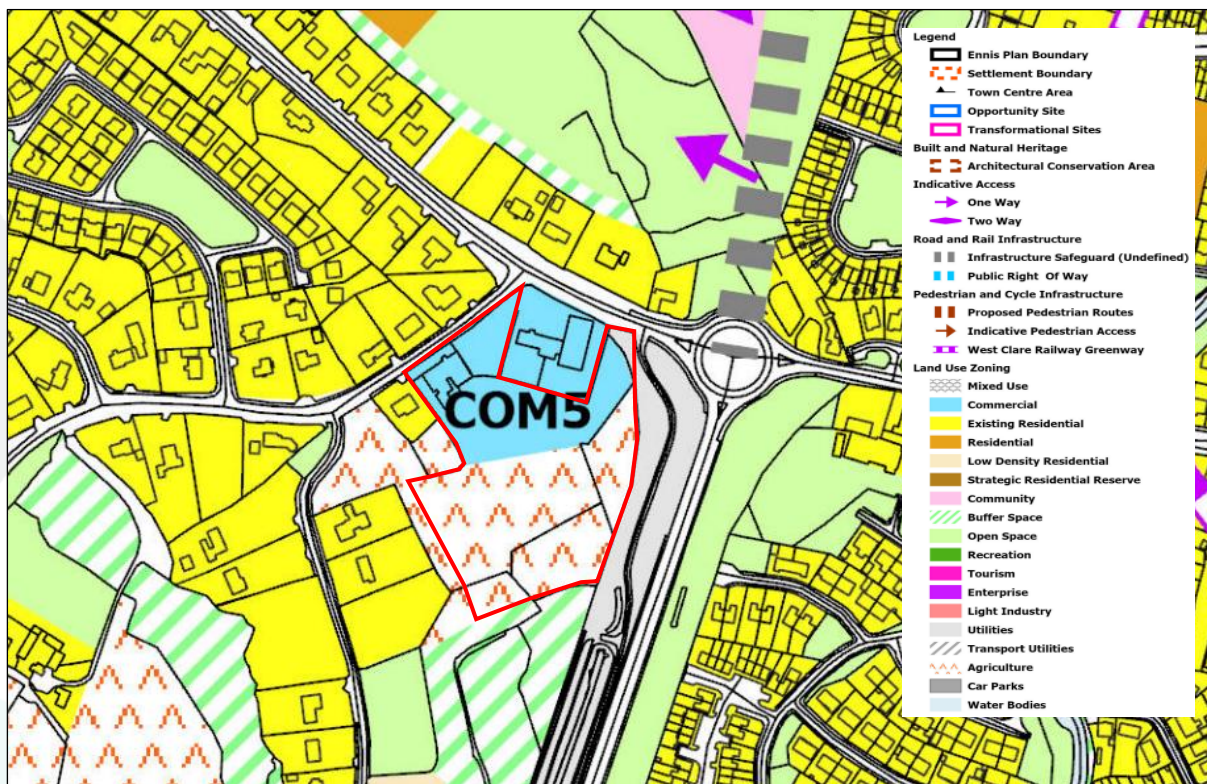 COM5
Legend
Ennis Plan Boundary
Settlement Boundary
Town Centre Area
Opportunity Site
Transformational Sites
Built and Natural Heritage
Architectural Conservation Area
Indicative Access
One Way
Two Way
Road and Rail Infrastructure
Infrastructure Safeguard (Undefined)
Public Right Of Way
Pedestrian and Cycle Infrastructure
Proposed Pedestrian Routes
Indicative Pedestrian Access
West Clare Railway Greenway
Land Use Zoning
Mixed Use
Commercial
Existing Residential
Residential
Low Density Residential
Strategic Residential Reserve
Community
Buffer Space
Open Space
Recreation
Tourism
Enterprise
Light Industry
Utilities
Transport Utilities
Agriculture
Car Parks
Water Bodies